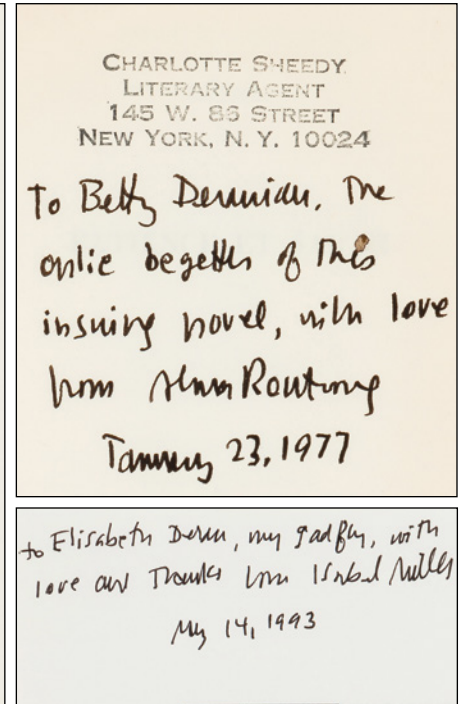 CHARLOTTE SHEEDY
LITERARY AGENT
145 W. 86 STREET
NEW YORK, N. Y. 10024
To Betty Deranian, the
onlie begetter of this
insuing novel, with love
from Alma Routsong
January 23, 1977
to Elisabeth Deran, my gadfly, with
love and Thanks from Isabel Miller
May 14, 1993